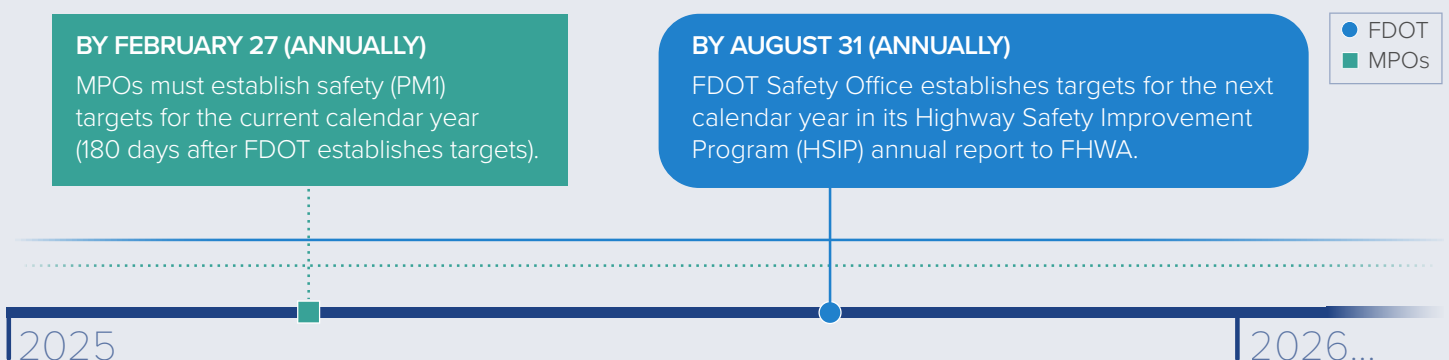 BY FEBRUARY 27 (ANNUALLY)
MPOs must establish safety (PM1)
targets for the current calendar year
(180 days after FDOT establishes targets).
BY AUGUST 31 (ANNUALLY)
FDOT Safety Office establishes targets for the next
calendar year in its Highway Safety Improvement
Program (HSIP) annual report to FHWA.
FDOT
MPOs
2025
2026...